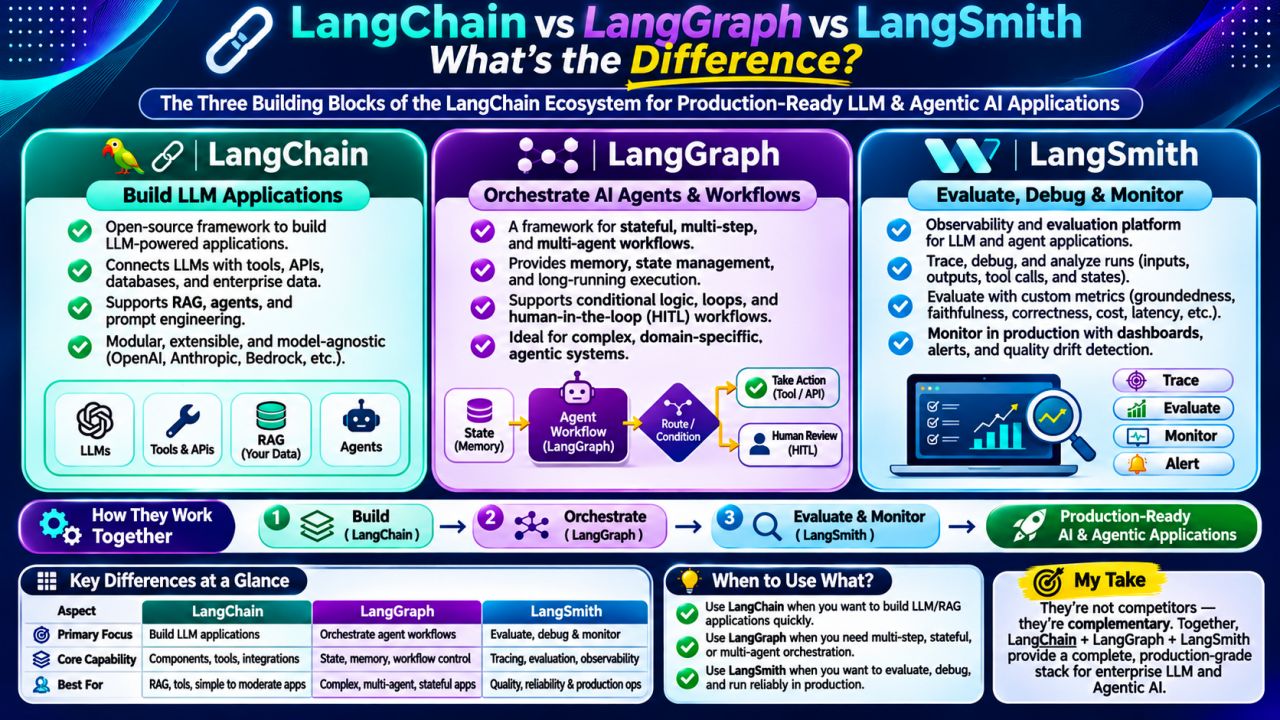 LangChain vs LangGraph vs LangSmith
What's the Difference?
The Three Building Blocks of the LangChain Ecosystem for Production-Ready LLM & Agentic AI Applications
LangChain
Build LLM Applications
Open-source framework to build
LLM-powered applications.
Connects LLMs with tools, APIs,
databases, and enterprise data.
Supports RAG, agents, and
prompt engineering.
Modular, extensible, and model-agnostic
(OpenAI, Anthropic, Bedrock, etc.).
LLMs
Tools & APIs
RAG
(Your Data)
Agents
LangGraph
Orchestrate AI Agents & Workflows
A framework for stateful, multi-step,
and multi-agent workflows.
Provides memory, state management,
and long-running execution.
Supports conditional logic, loops, and
human-in-the-loop (HITL) workflows.
Ideal for complex, domain-speciffic,
agentic systems.
State
(Memory)
Agent
Workflow
(LangGraph)
Route /
Condition
Take Action
(Tool / API)
Human Review
(HITL)
LangSmith
Evaluate, Debug & Monitor
Observability and evaluation platform
for LLM and agent applications.
Trace, debug, and analyze runs (inputs,
outputs, tool calls, and states).
Evaluate with custom metrics (groundedness,
faithfulness, correctness, cost, latency, etc.).
Monitor in production with dashboards,
alerts, and quality drift detection.
Trace
Evaluate
Monitor
Alert
How They Work
Together
1
Build
( LangChain )
2
Orchestrate
( LangGraph )
3
Evaluate & Monitor
( LangSmith )
Production-Ready
AI & Agentic Applications
Key Differences at a Glance
Aspect LangChain LangGraph LangSmith
Primary Focus Build LLM applications Orchestrate agent workflows Evaluate, debug & monitor
Core Capability Components, tools, integrations State, memory, workflow control Tracing, evaluation, observability
Best For RAG, tols, simple to moderate apps Complex, multi-agent, stateful apps Quality, reliability & production ops
When to Use What?
Use LangChain when you want to build LLM/RAG
applications quickly.
Use LangGraph when you need multi-step, stateful,
or multi-agent orchestration.
Use LangSmith when you want to evaluate, debug,
and run reliably in production.
My Take
They're not competitors —
they're complementary. Together,
LangChain + LangGraph + LangSmith
provide a complete, production-grade
stack for enterprise LLM and
Agentic AI.